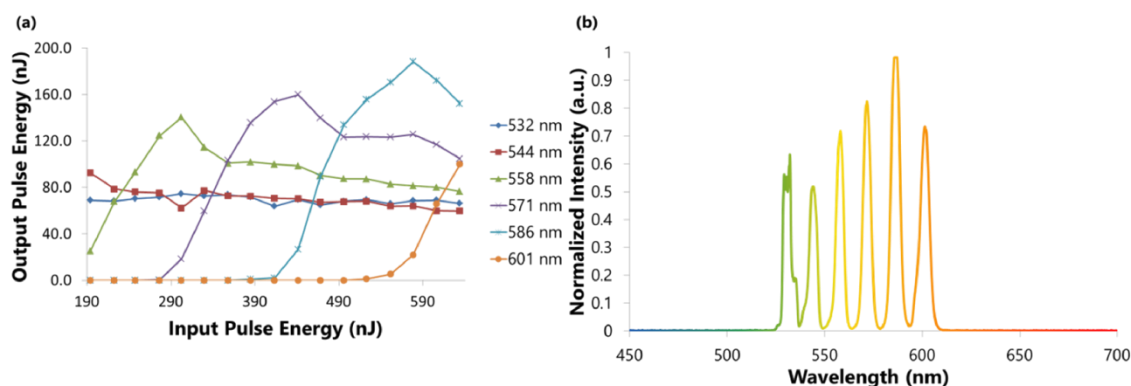 (a)
Output Pulse Energy (nJ)
200.0
160.0
120.0
80.0
40.0
0.0
190
290
390
490
590
Input Pulse Energy (nJ)
532 nm
544 nm
558 nm
571 nm
586 nm
601 nm
(b)
Normalized Intensity (a.u.)
1
0.9
0.8
0.7
0.6
0.5
0.4
0.3
0.2
0.1
0
450
500
550
600
650
700
Wavelength (nm)